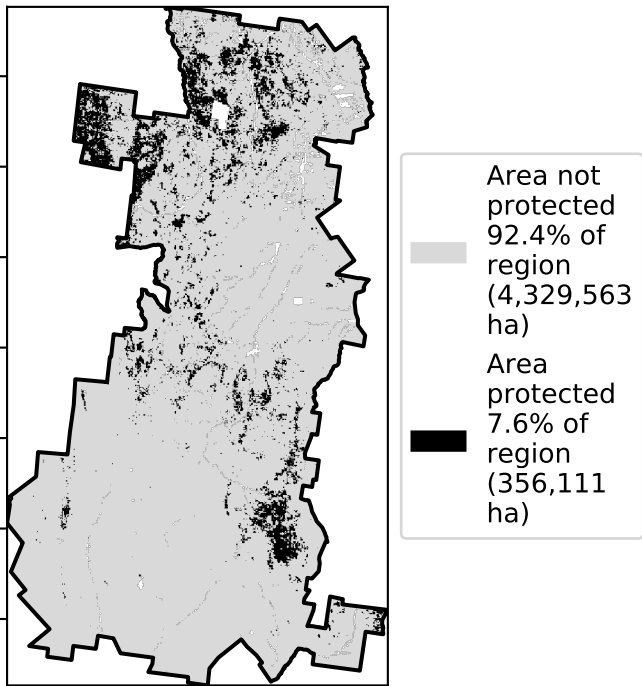 Area not
protected
92.4% of
region
(4,329,563
ha)
Area
protected
7.6% of
region
(356,111
ha)